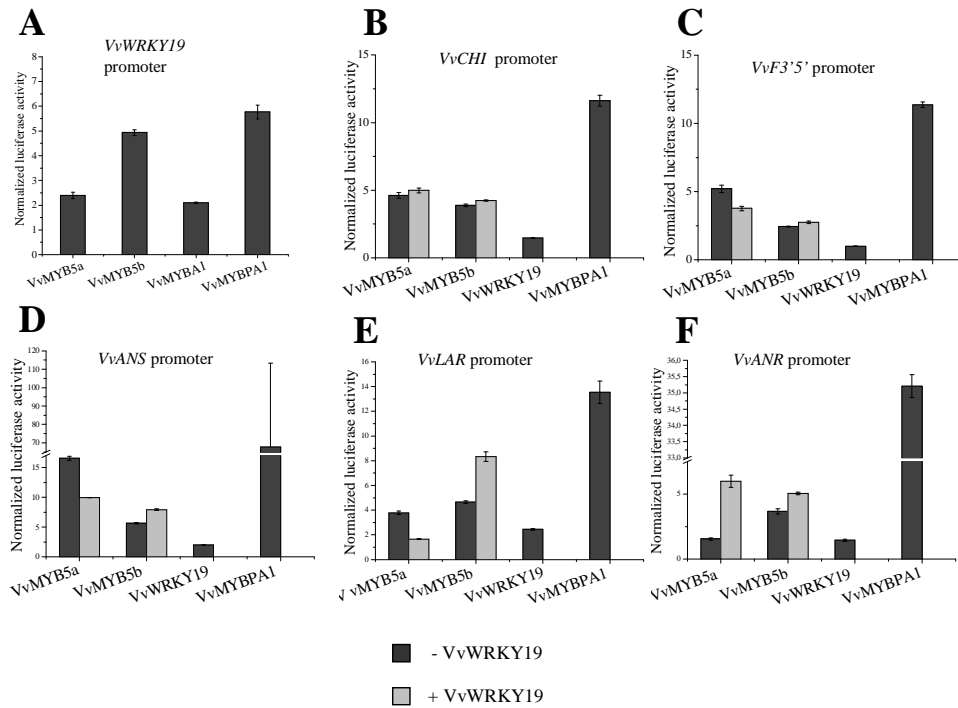 A
VvWRKY19
promoter
Normalized luciferase activity
8
7
6
5
4
3
2
1
0
VvMYB5a
VvMYB5b
VvMYBA1
VvMYBPA1
B
VvCHI promoter
Normalized luciferase activity
15
10
5
0
VvMYB5a
VvMYB5b
VvWRKY19
VvMYBPA1
C
VvF3'5' promoter
Normalized luciferase activity
15
10
5
0
VvMYB5a
VvMYB5b
VvWRKY19
VvMYBPA1
D
VvANS promoter
Normalized luciferase activity
120
110
100
90
80
70
15
10
5
0
VvMYB5a
VvMYB5b
VvWRKY19
VvMYBPA1
E
VvLAR promoter
Normalized luciferase activity
16
14
12
10
8
6
4
2
0
VvMYB5a
VvMYB5b
VvWRKY19
VvMYBPA1
F
VvANR promoter
Normalized luciferase activity
36,0
35,5
35,0
34,5
34,0
33,5
33,0
5
0
VvMYB5a
VvMYB5b
VvWRKY19
VvMYBPA1
- VvWRKY19
+ VvWRKY19